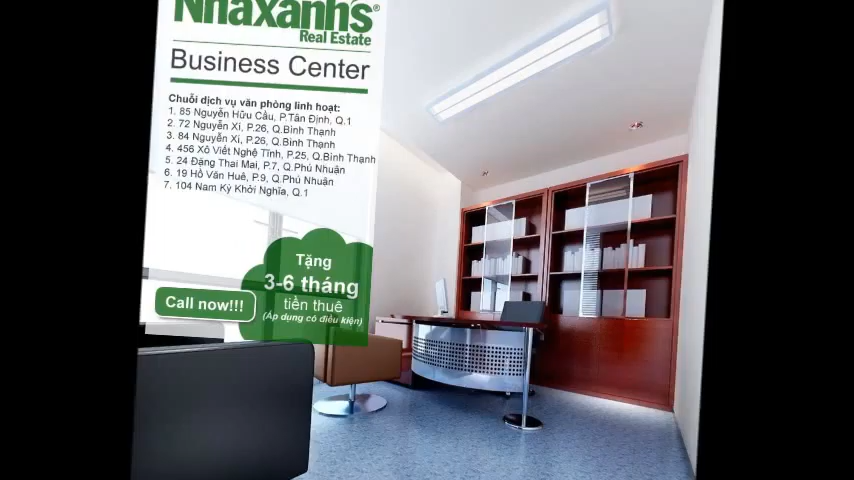 Nhàxanh's®
Real Estate
Business Center
Chuỗi dịch vụ văn phòng linh hoạt:
1. 85 Nguyễn Hữu Cầu, P.Tân Định, Q.1
2. 72 Nguyễn Xí, P.26, Q.Bình Thạnh
3. 84 Nguyễn Xí, P.26, Q.Bình Thạnh
4. 456 Xô Viết Nghệ Tĩnh, P.25, Q.Bình Thạnh
5. 24 Đặng Thai Mai, P.7, Q.Phú Nhuận
6. 19 Hồ Văn Huê, P.9, Q.Phú Nhuận
7. 104 Nam Kỳ Khởi Nghĩa, Q.1
Tặng
3-6 tháng
tiền thuê
(Áp dụng có điều kiện)
Call now!!!